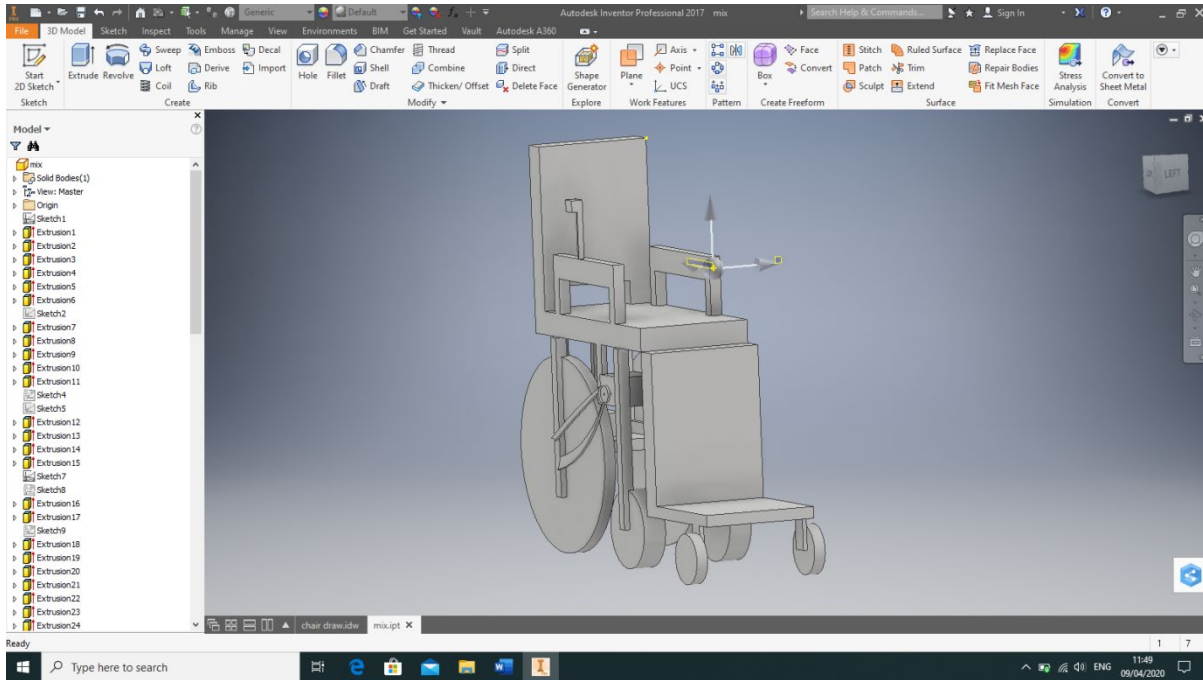 Generic
Default
Autodesk Inventor Professional 2017 mix
Search Help & Commands...
Sign In
File 3D Model Sketch Inspect Tools Manage View Environments BIM Get Started Vault Autodesk A360
Start
2D Sketch
Extrude
Revolve
Sweep
Loft
Coil
Emboss
Derive
Rib
Decal
Import
Hole
Fillet
Chamfer
Shell
Draft
Thread
Combine
Thicken/ Offset
Split
Direct
Delete Face
Shape
Generator
Plane
Axis
Point
UCS
Box
Face
Convert
Stitch
Patch
Sculpt
Ruled Surface
Trim
Extend
Replace Face
Repair Bodies
Fit Mesh Face
Stress
Analysis
Convert to
Sheet Metal
Sketch
Create
Modify
Explore
Work Features
Pattern
Create Freeform
Surface
Simulation
Convert
Model
mix
Solid Bodies(1)
View: Master
Origin
Sketch1
Extrusion1
Extrusion2
Extrusion3
Extrusion4
Extrusion5
Extrusion6
Sketch2
Extrusion7
Extrusion8
Extrusion9
Extrusion10
Extrusion11
Sketch4
Sketch5
Extrusion12
Extrusion13
Extrusion14
Extrusion15
Sketch7
Sketch8
Extrusion16
Extrusion17
Sketch9
Extrusion18
Extrusion19
Extrusion20
Extrusion21
Extrusion22
Extrusion23
Extrusion24
LEFT
chair draw.idw
mix.ipt
Ready
1 7
Type here to search
ENG
11:49
09/04/2020